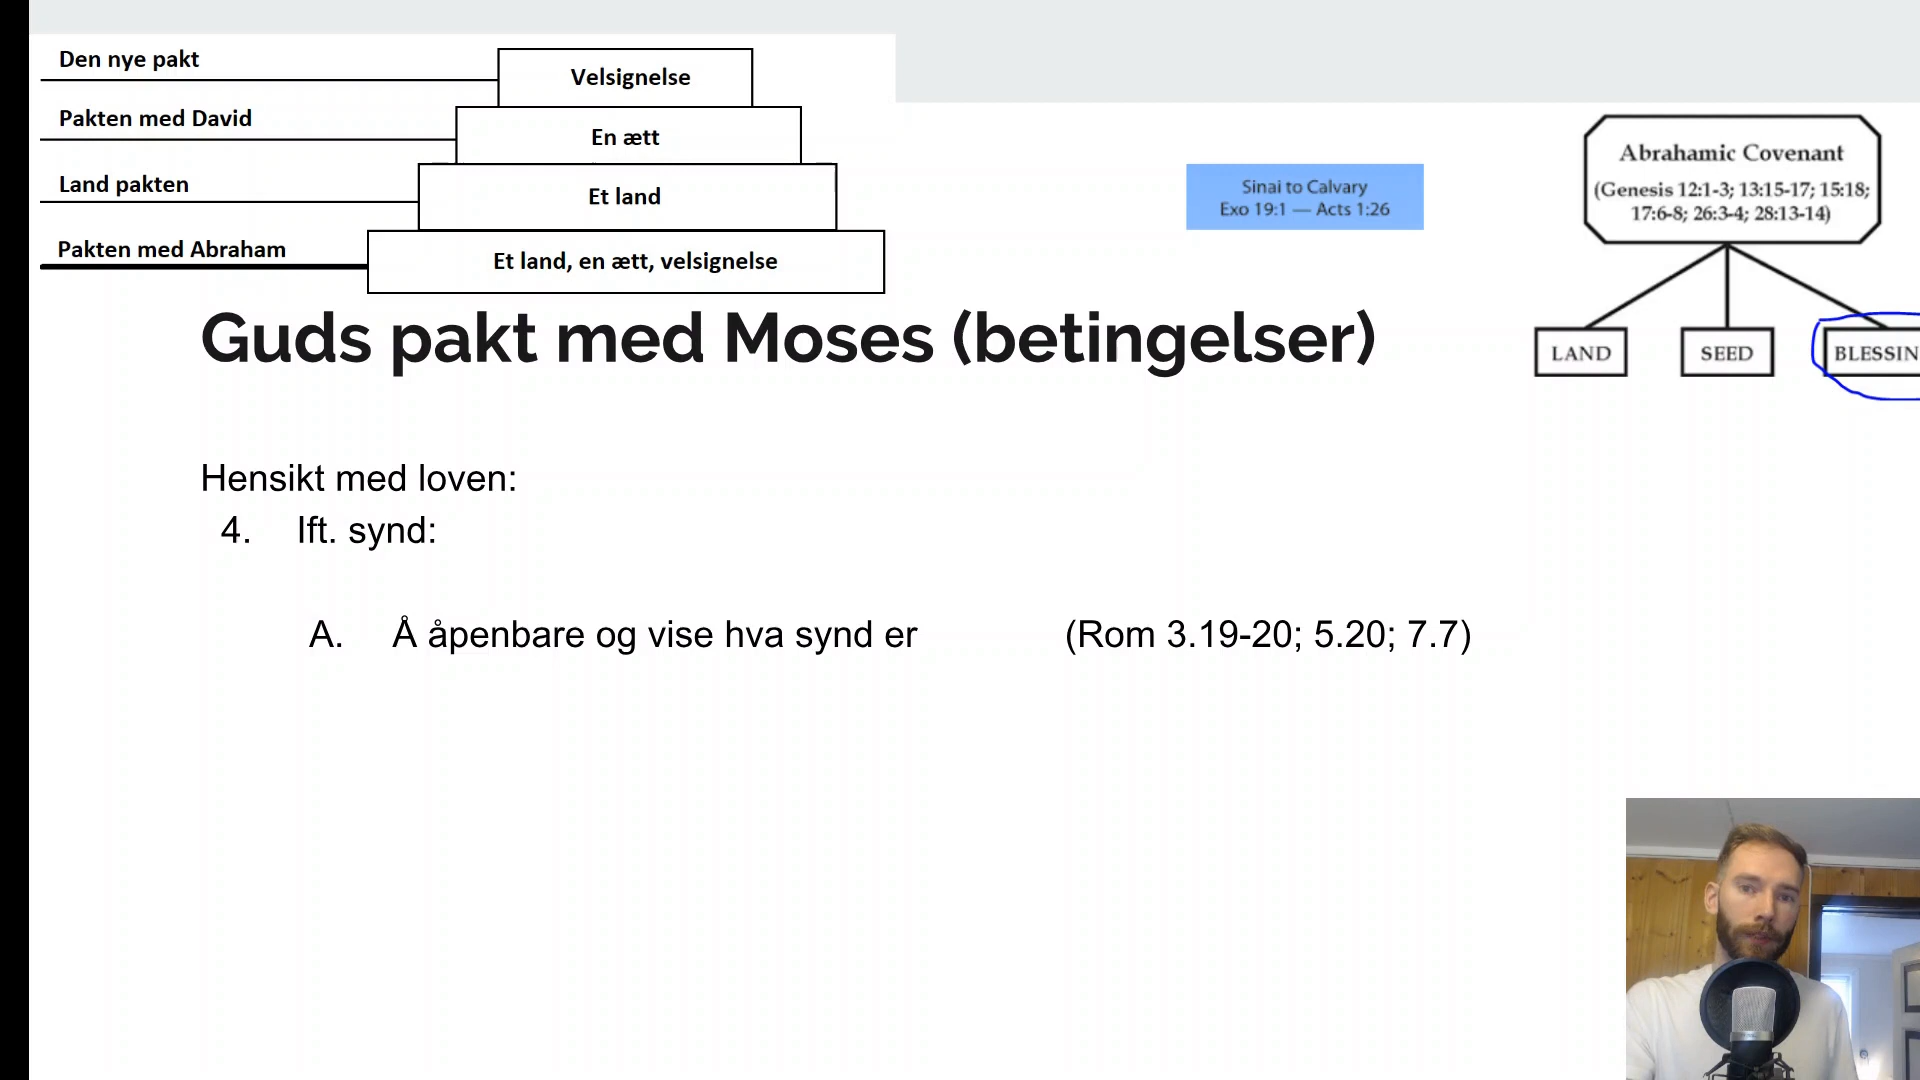 Den nye pakt
Velsignelse
Pakten med David
En ætt
Land pakten
Et land
Pakten med Abraham
Et land, en ætt, velsignelse
Sinai to Calvary
Exo 19:1 — Acts 1:26
Abrahamic Covenant
(Genesis 12:1-3; 13:15-17; 15:18;
17:6-8; 26:3-4; 28:13-14)
LAND
SEED
BLESSIN
Guds pakt med Moses (betingelser)
Hensikt med loven:
4. Ift. synd:
A. Å åpenbare og vise hva synd er (Rom 3.19-20; 5.20; 7.7)